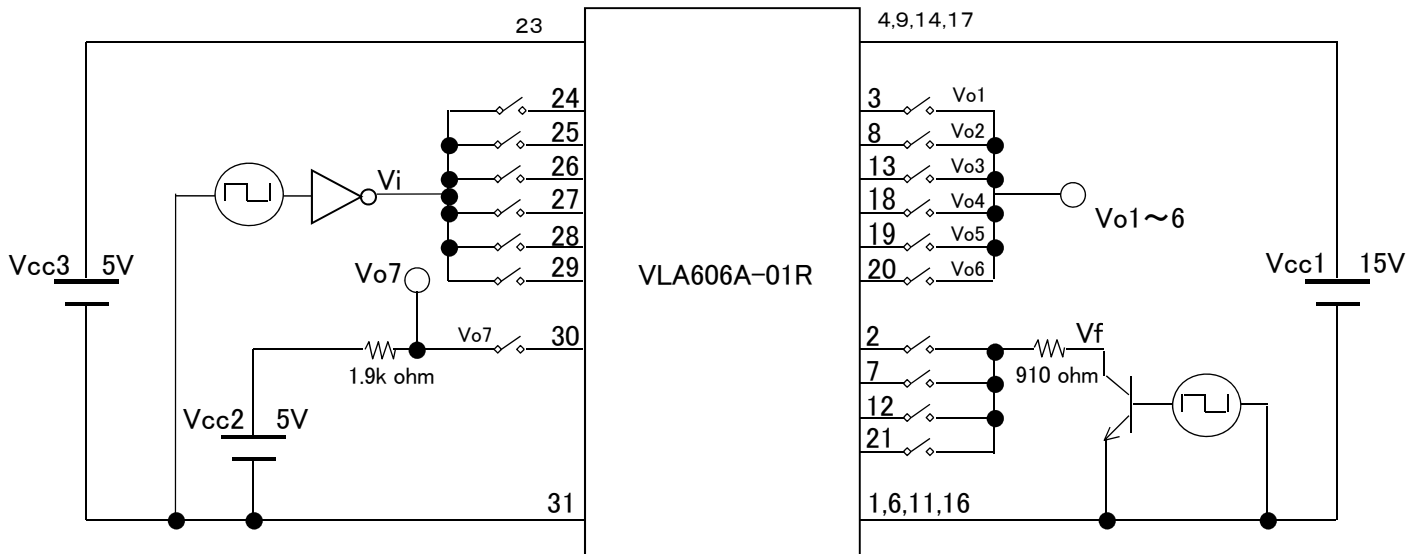 23
4,9,14,17
24
25
26
27
28
29
30
31
Vi
Vcc3 5V
Vo7
Vo7
1.9k ohm
Vcc2 5V
VLA606A-01R
3 Vo1
8 Vo2
13 Vo3
18 Vo4
19 Vo5
20 Vo6
Vo1～6
Vcc1 15V
2
7
12
21
Vf
910 ohm
1,6,11,16